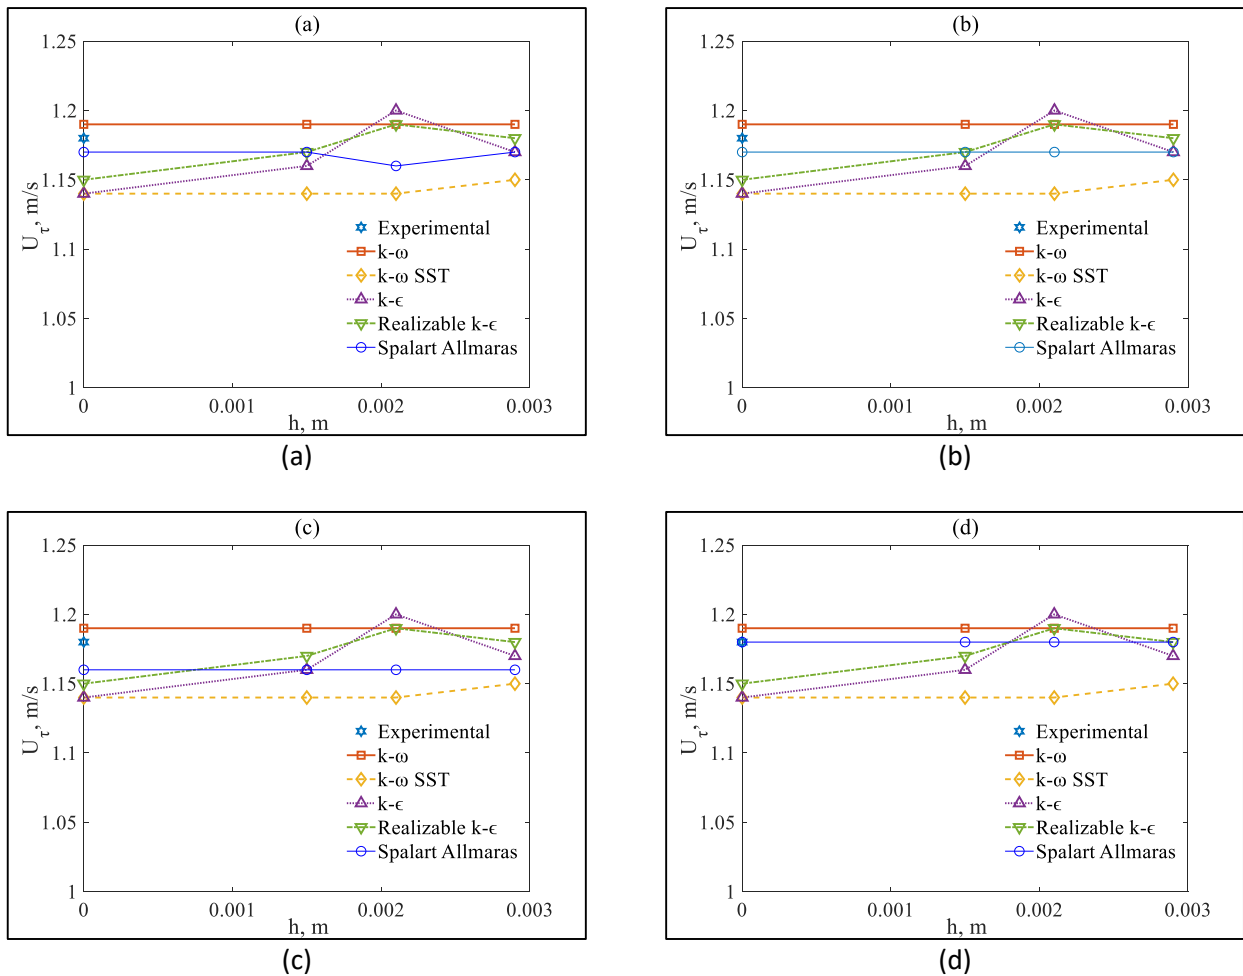 (a)
1.25
1.2
1.15
1.1
1.05
1
U_τ, m/s
Experimental
k-ω
k-ω SST
k-ϵ
Realizable k-ϵ
Spalart Allmaras
0 0.001 0.002 0.003
h, m
(a)
(b)
1.25
1.2
1.15
1.1
1.05
1
U_τ, m/s
Experimental
k-ω
k-ω SST
k-ϵ
Realizable k-ϵ
Spalart Allmaras
0 0.001 0.002 0.003
h, m
(b)
(c)
1.25
1.2
1.15
1.1
1.05
1
U_τ, m/s
Experimental
k-ω
k-ω SST
k-ϵ
Realizable k-ϵ
Spalart Allmaras
0 0.001 0.002 0.003
h, m
(c)
(d)
1.25
1.2
1.15
1.1
1.05
1
U_τ, m/s
Experimental
k-ω
k-ω SST
k-ϵ
Realizable k-ϵ
Spalart Allmaras
0 0.001 0.002 0.003
h, m
(d)